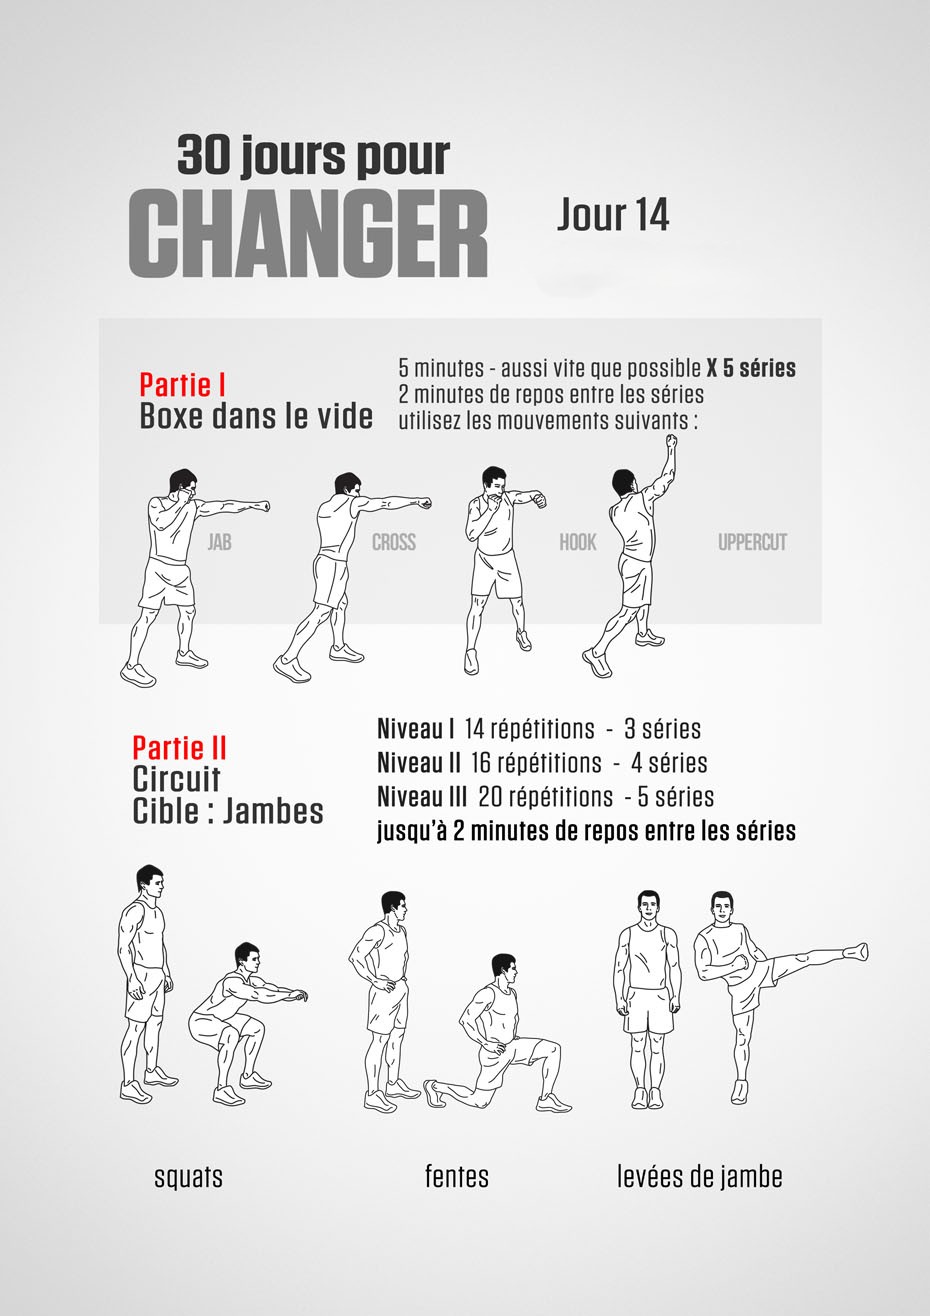 30 jours pour
CHANGER
Jour 14
Partie I
Boxe dans le vide
5 minutes - aussi vite que possible X 5 séries
2 minutes de repos entre les séries
utilisez les mouvements suivants :
JAB
CROSS
HOOK
UPPERCUT
Partie II
Circuit
Cible : Jambes
Niveau I 14 répétitions - 3 séries
Niveau II 16 répétitions - 4 séries
Niveau III 20 répétitions - 5 séries
jusqu'à 2 minutes de repos entre les séries
squats
fentes
levées de jambe